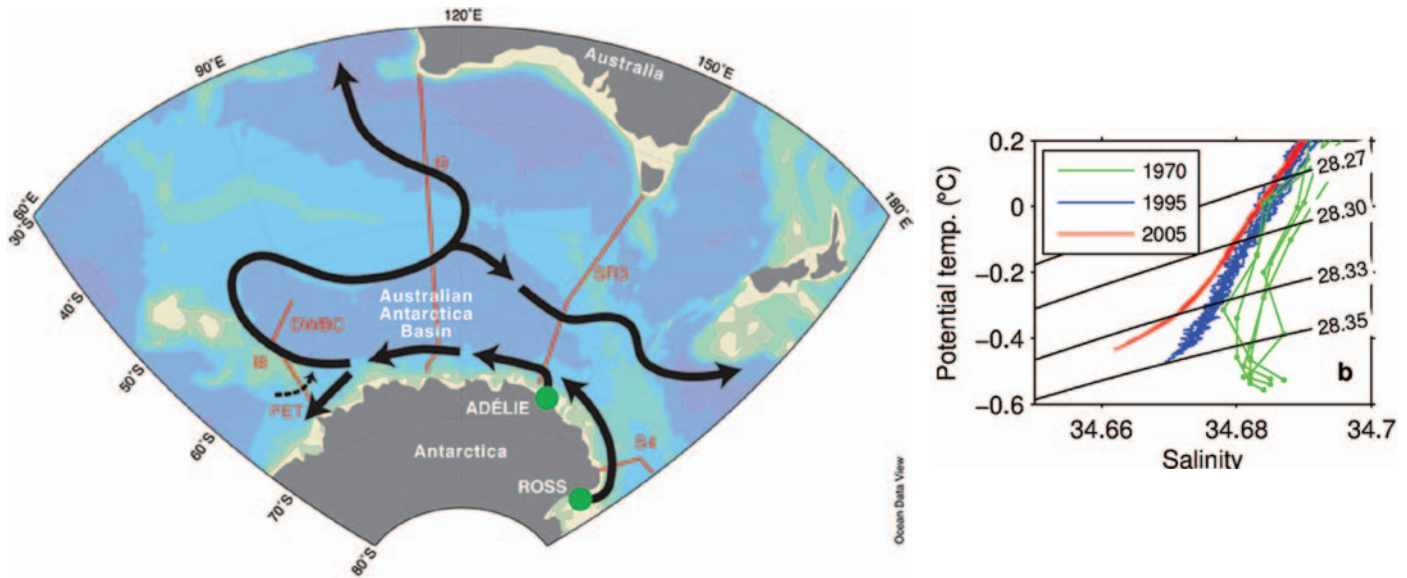 120˚E
90˚E
150˚E
60˚E
180˚E
30˚S
40˚S
50˚S
60˚S
70˚S
80˚S
Australia
I9
SR3
Australian
Antarctica
Basin
DWBC
I8
PET
ADÉLIE
Antarctica
S4
ROSS
Ocean Data View
0.2
0
−0.2
−0.4
−0.6
Potential temp. (ºC)
1970
1995
2005
28.27
28.30
28.33
28.35
b
34.66
34.68
34.7
Salinity